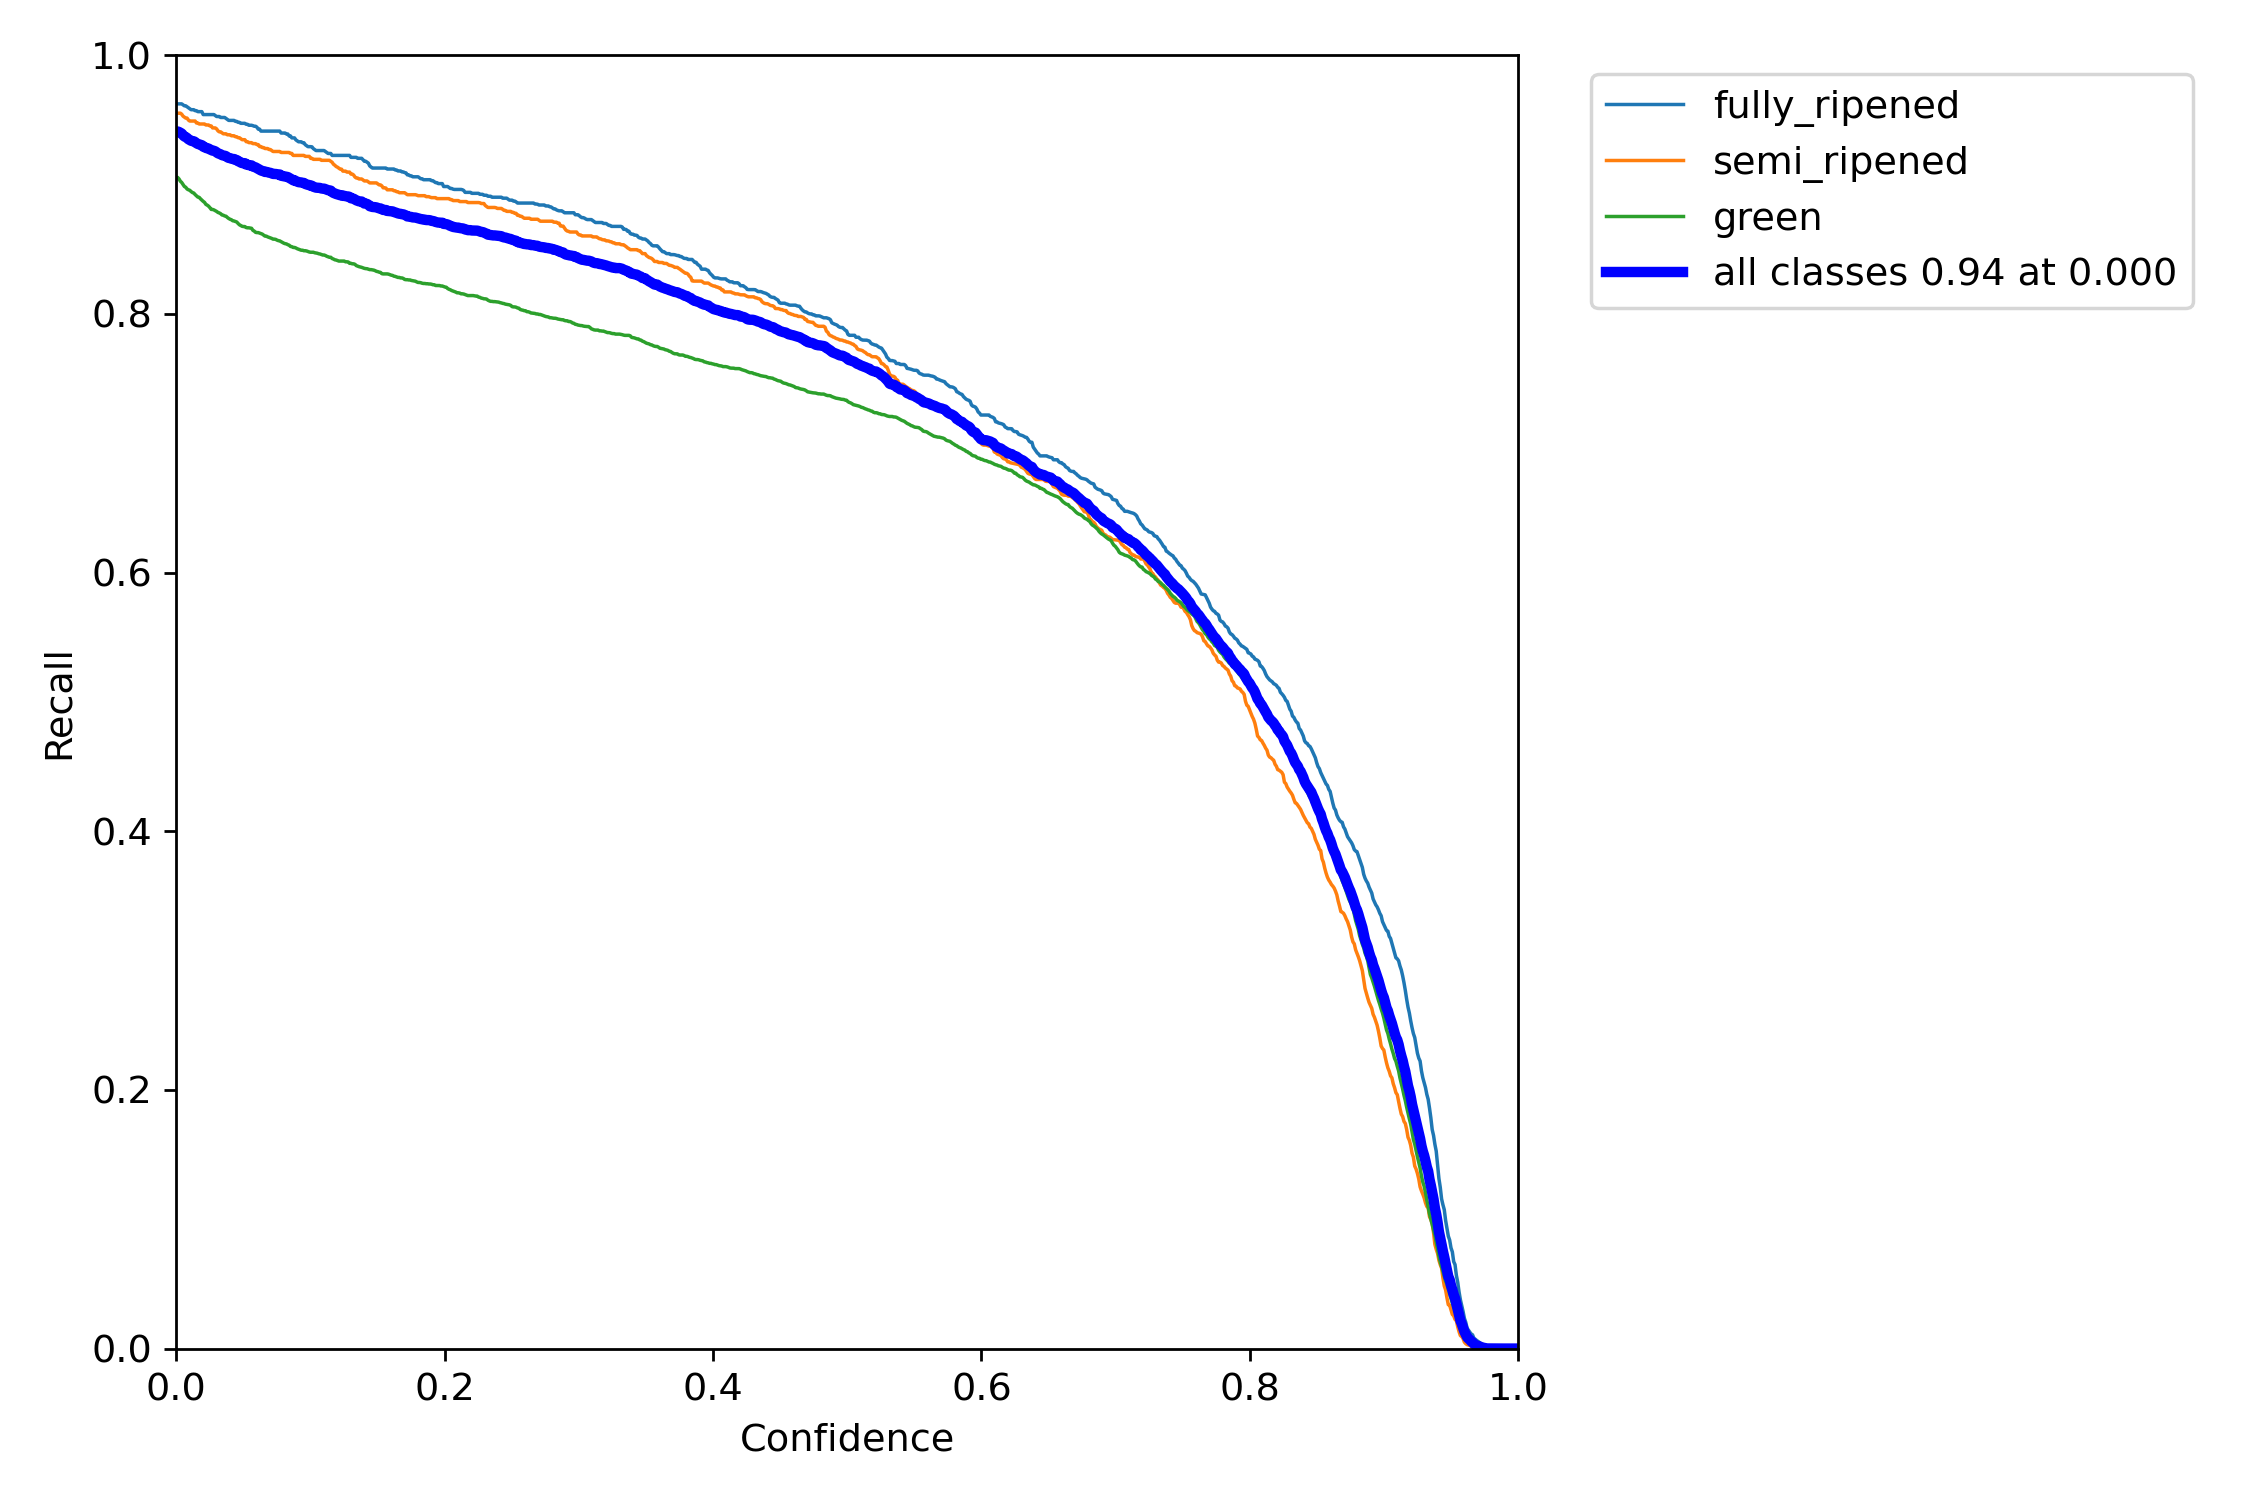 1.0
0.8
0.6
0.4
0.2
0.0
Recall
0.0 0.2 0.4 0.6 0.8 1.0
Confidence
fully_ripened
semi_ripened
green
all classes 0.94 at 0.000